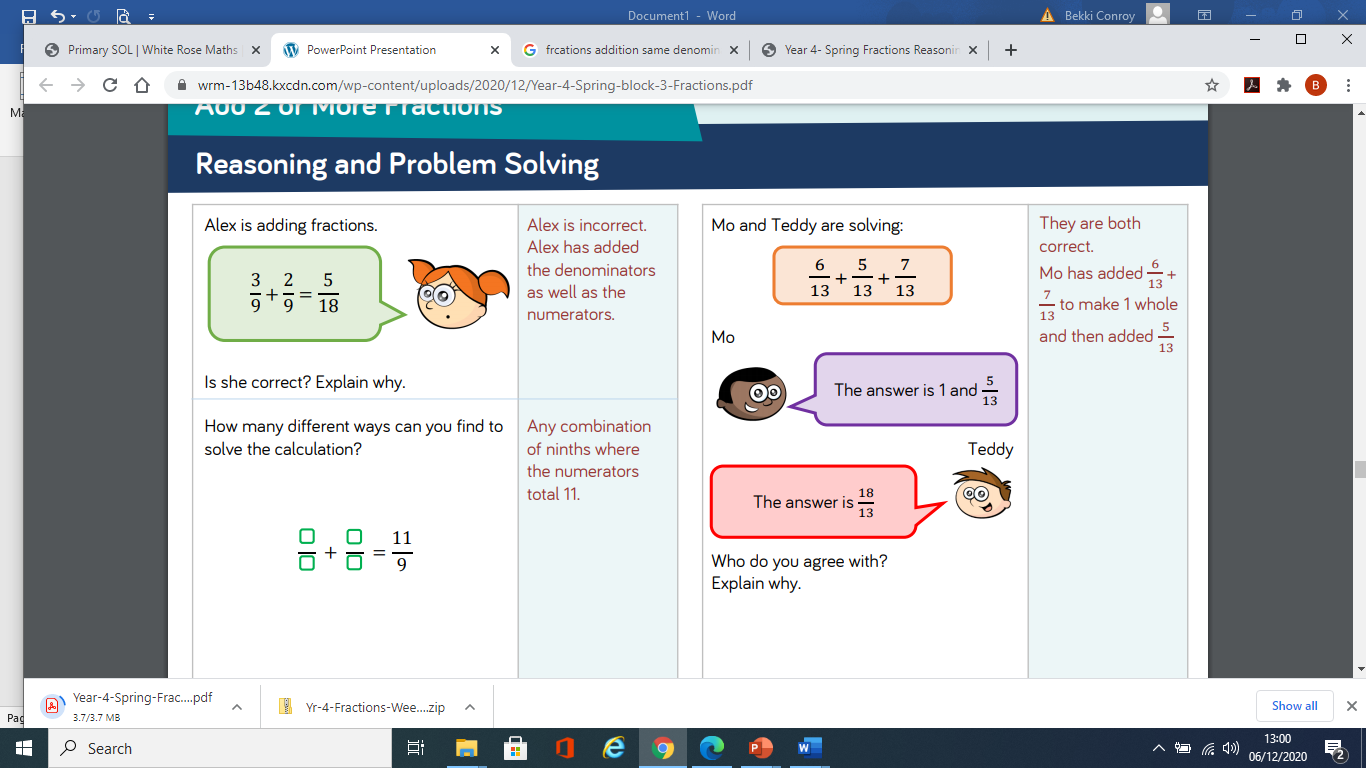 Document1 - Word
Bekki Conroy
Primary SOL | White Rose Maths
PowerPoint Presentation
frcations addition same denomin
Year 4- Spring Fractions Reasonin
wrm-13b48.kxcdn.com/wp-content/uploads/2020/12/Year-4-Spring-block-3-Fractions.pdf
B
Ma
Add 2 or More Fractions
Reasoning and Problem Solving
Alex is adding fractions.
3/9 + 2/9 = 5/18
Is she correct? Explain why.
Alex is incorrect.
Alex has added
the denominators
as well as the
numerators.
How many different ways can you find to
solve the calculation?
□/□ + □/□ = 11/9
Any combination
of ninths where
the numerators
total 11.
Mo and Teddy are solving:
6/13 + 5/13 + 7/13
Mo
The answer is 1 and 5/13
Teddy
The answer is 18/13
Who do you agree with?
Explain why.
They are both
correct.
Mo has added 6/13 +
7/13 to make 1 whole
and then added 5/13
Year-4-Spring-Frac....pdf
3.7/3.7 MB
Yr-4-Fractions-Wee....zip
Show all
Pag
Search
13:00
06/12/2020
2